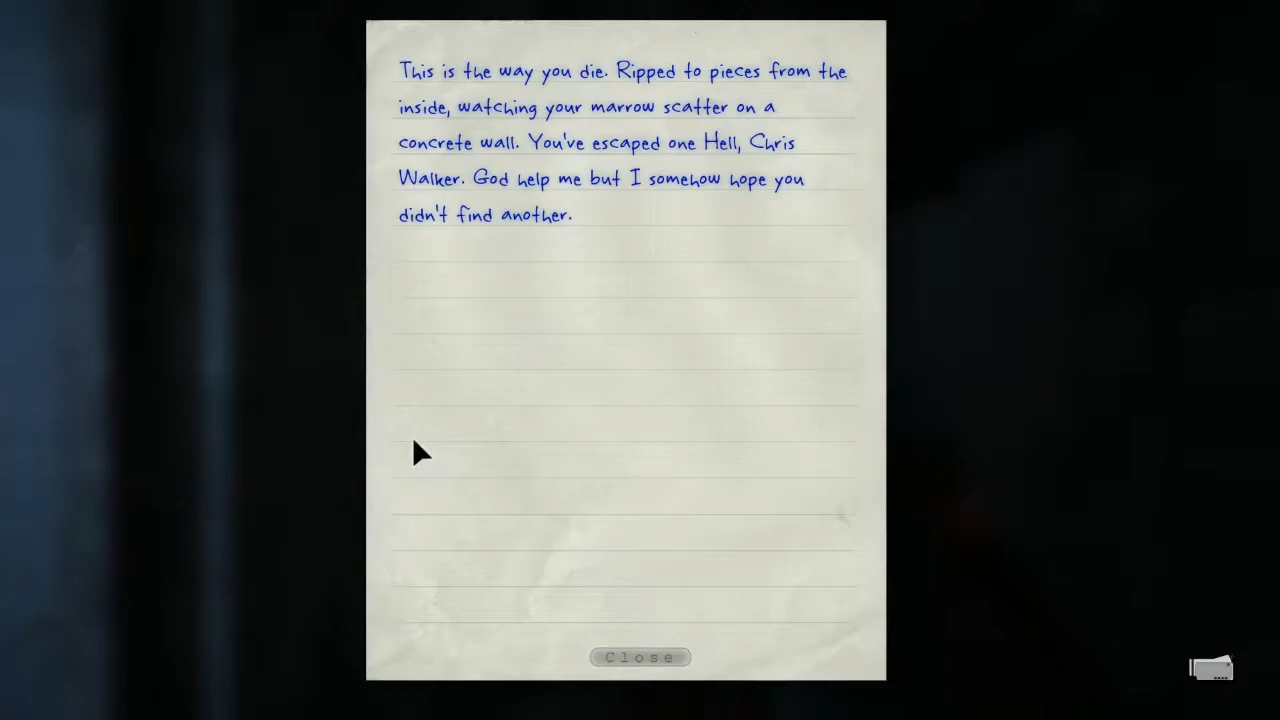 This is the way you die. Ripped to pieces from the
inside, watching your marrow scatter on a
concrete wall. You've escaped one Hell, Chris
Walker. God help me but I somehow hope you
didn't find another.
Close